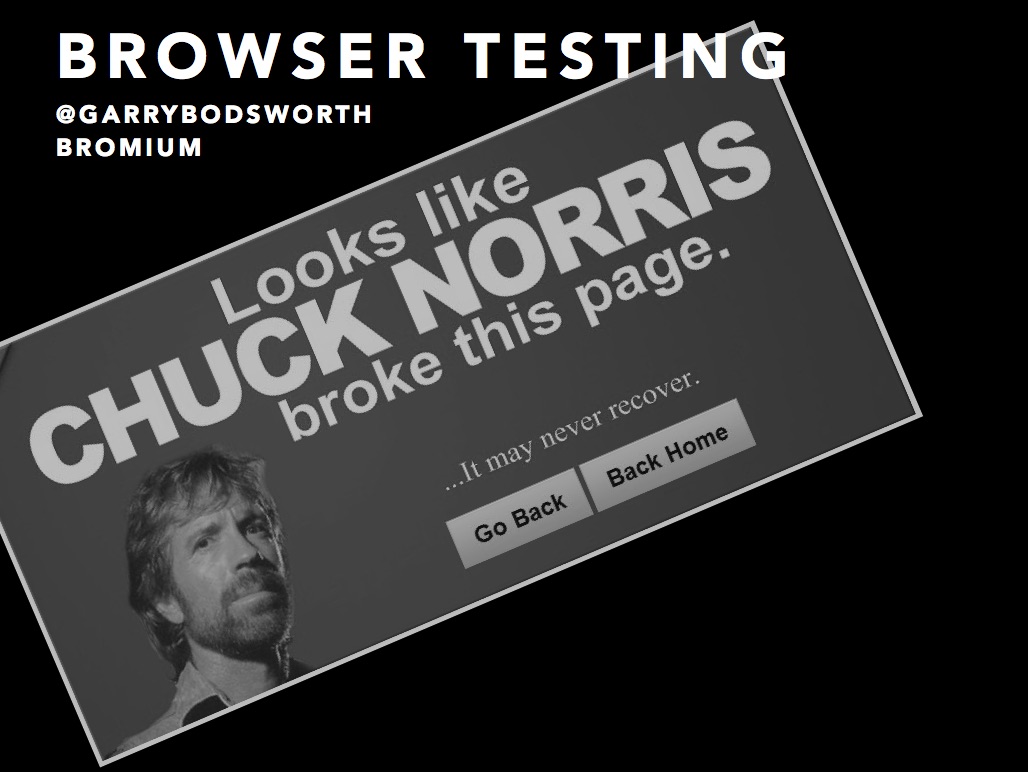 BROWSER TESTING
@GARRYBODSWORTH
BROMIUM
Looks like
CHUCK NORRIS
broke this page.
...It may never recover.
Go Back
Back Home